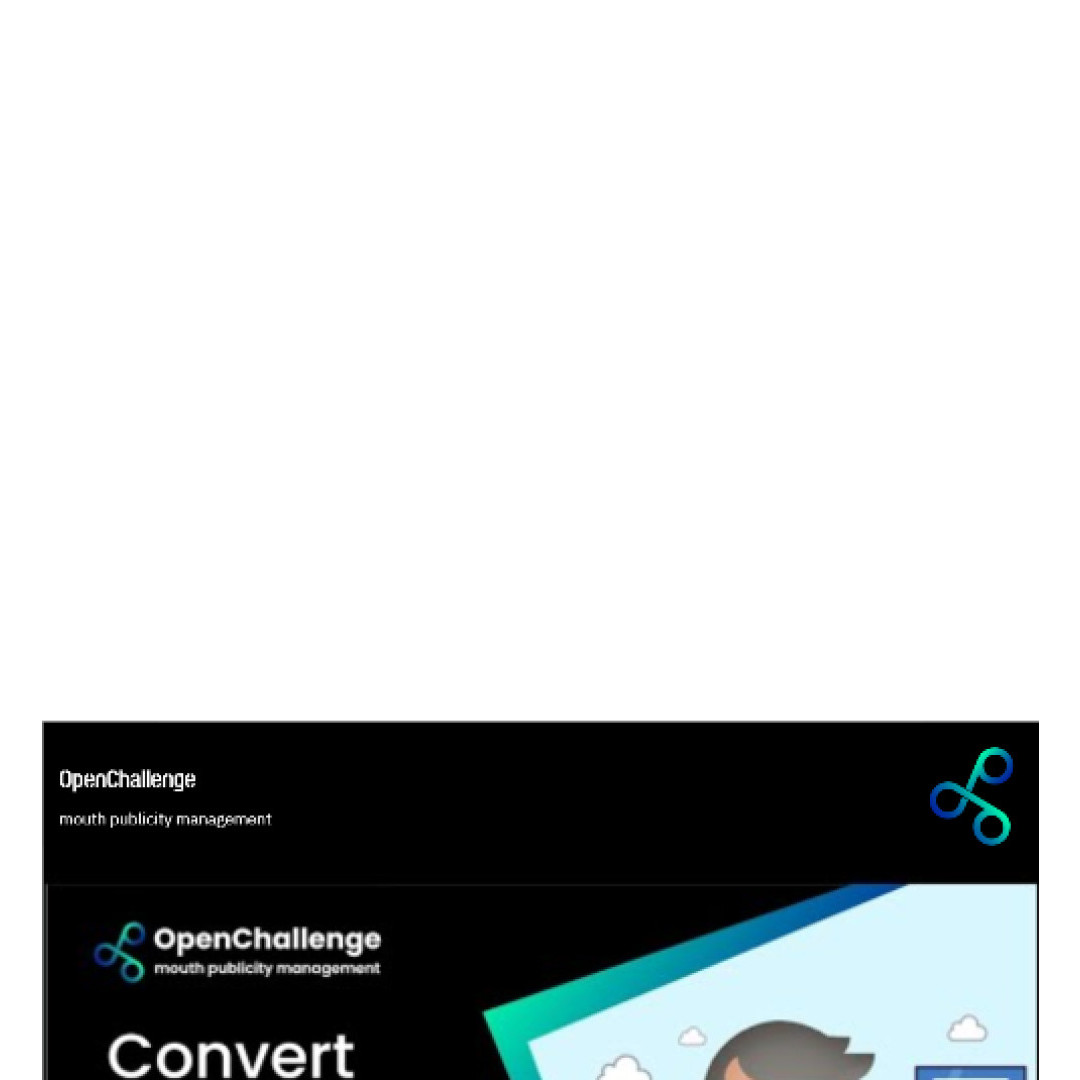 OpenChallenge
mouth publicity management
OpenChallenge
mouth publicity management
Convert